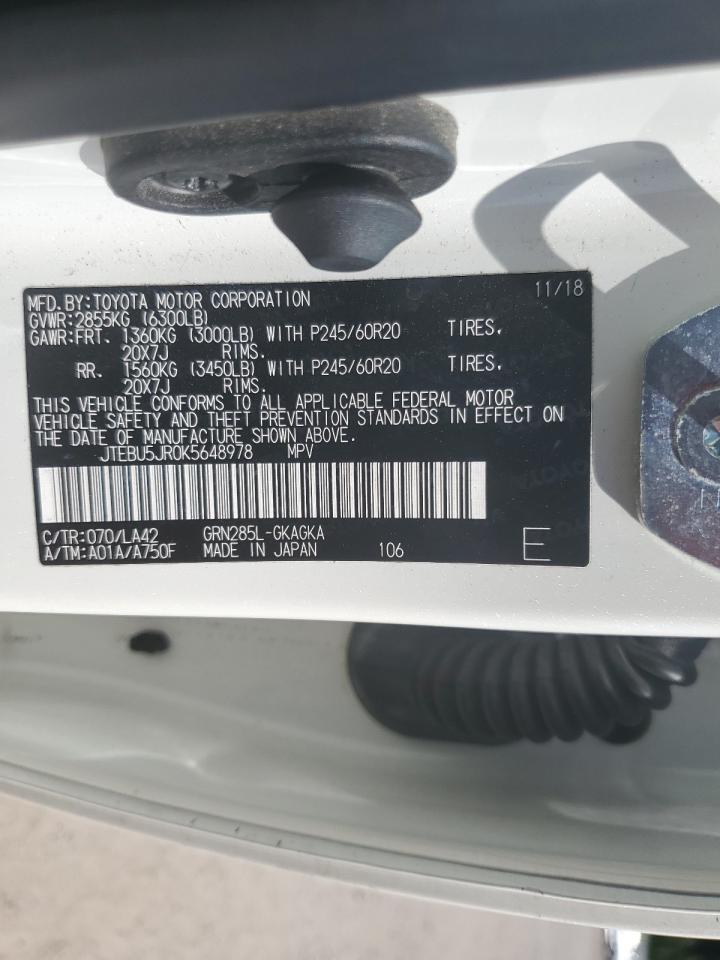 MFD.BY:TOYOTA MOTOR CORPORATION 11/18
GVWR:2855KG (6300LB)
GAWR:FRT. 1360KG (3000LB) WITH P245/60R20 TIRES,
20X7J RIMS.
RR. 1560KG (3450LB) WITH P245/60R20 TIRES,
20X7J RIMS.
THIS VEHICLE CONFORMS TO ALL APPLICABLE FEDERAL MOTOR
VEHICLE SAFETY AND THEFT PREVENTION STANDARDS IN EFFECT ON
THE DATE OF MANUFACTURE SHOWN ABOVE.
JTEBU5JR0K5648978 MPV
C/TR:070/LA42 GRN285L-GKAGKA
A/TM:A01A/A750F MADE IN JAPAN 106 E